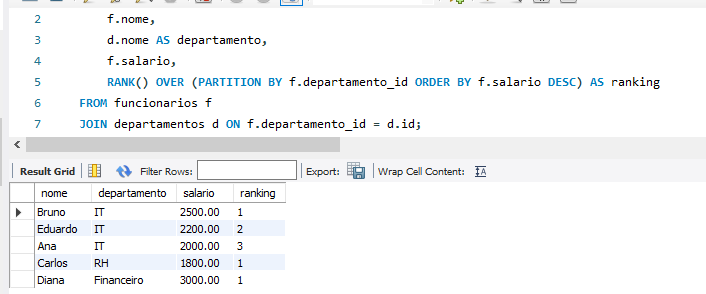 2 f.nome,
3 d.nome AS departamento,
4 f.salario,
5 RANK() OVER (PARTITION BY f.departamento_id ORDER BY f.salario DESC) AS ranking
6 FROM funcionarios f
7 JOIN departamentos d ON f.departamento_id = d.id;
Result Grid Filter Rows: Export: Wrap Cell Content:
nome departamento salario ranking
Bruno IT 2500.00 1
Eduardo IT 2200.00 2
Ana IT 2000.00 3
Carlos RH 1800.00 1
Diana Financeiro 3000.00 1